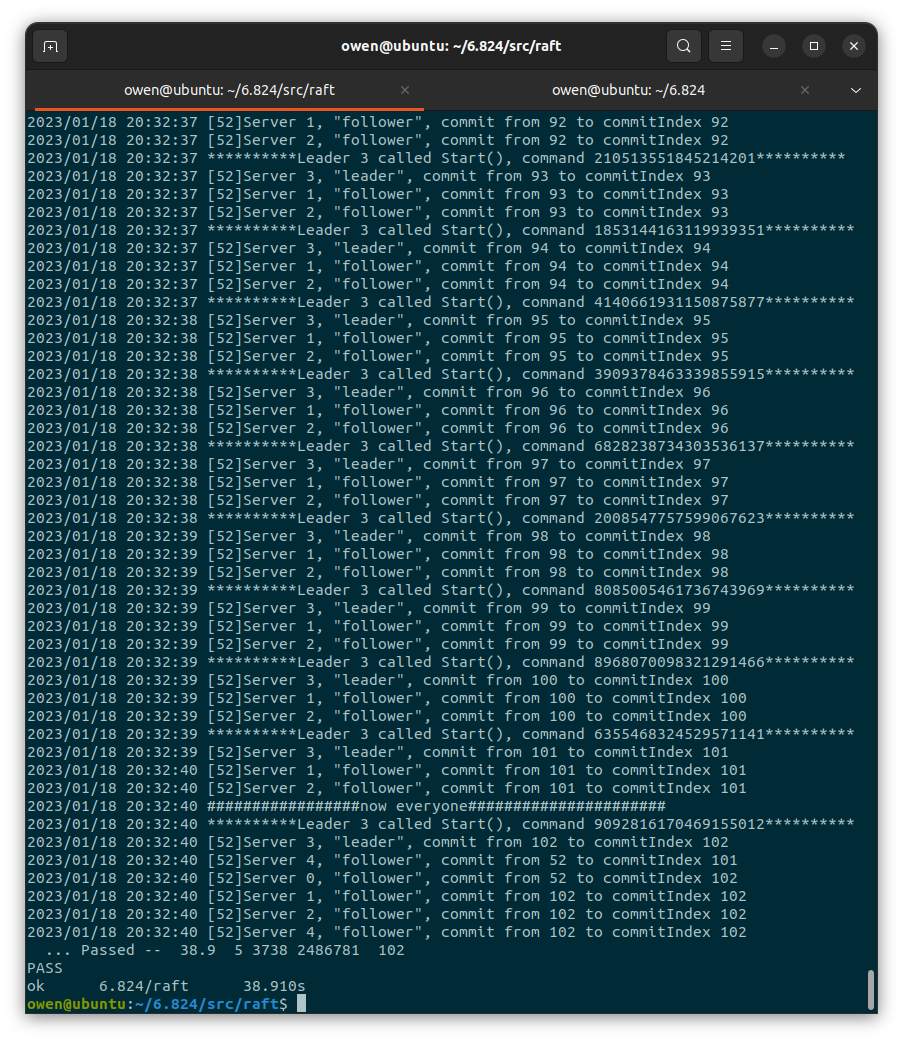 owen@ubuntu: ~/6.824/src/raft
owen@ubuntu: ~/6.824/src/raft × owen@ubuntu: ~/6.824 ×
2023/01/18 20:32:37 [52]Server 1, "follower", commit from 92 to commitIndex 92
2023/01/18 20:32:37 [52]Server 2, "follower", commit from 92 to commitIndex 92
2023/01/18 20:32:37 **********Leader 3 called Start(), command 210513551845214201**********
2023/01/18 20:32:37 [52]Server 3, "leader", commit from 93 to commitIndex 93
2023/01/18 20:32:37 [52]Server 1, "follower", commit from 93 to commitIndex 93
2023/01/18 20:32:37 [52]Server 2, "follower", commit from 93 to commitIndex 93
2023/01/18 20:32:37 **********Leader 3 called Start(), command 1853144163119939351**********
2023/01/18 20:32:37 [52]Server 3, "leader", commit from 94 to commitIndex 94
2023/01/18 20:32:37 [52]Server 1, "follower", commit from 94 to commitIndex 94
2023/01/18 20:32:37 [52]Server 2, "follower", commit from 94 to commitIndex 94
2023/01/18 20:32:37 **********Leader 3 called Start(), command 4140661931150875877**********
2023/01/18 20:32:38 [52]Server 3, "leader", commit from 95 to commitIndex 95
2023/01/18 20:32:38 [52]Server 1, "follower", commit from 95 to commitIndex 95
2023/01/18 20:32:38 [52]Server 2, "follower", commit from 95 to commitIndex 95
2023/01/18 20:32:38 **********Leader 3 called Start(), command 3909378463339855915**********
2023/01/18 20:32:38 [52]Server 3, "leader", commit from 96 to commitIndex 96
2023/01/18 20:32:38 [52]Server 1, "follower", commit from 96 to commitIndex 96
2023/01/18 20:32:38 [52]Server 2, "follower", commit from 96 to commitIndex 96
2023/01/18 20:32:38 **********Leader 3 called Start(), command 6828238734303536137**********
2023/01/18 20:32:38 [52]Server 3, "leader", commit from 97 to commitIndex 97
2023/01/18 20:32:38 [52]Server 1, "follower", commit from 97 to commitIndex 97
2023/01/18 20:32:38 [52]Server 2, "follower", commit from 97 to commitIndex 97
2023/01/18 20:32:38 **********Leader 3 called Start(), command 2008547757599067623**********
2023/01/18 20:32:39 [52]Server 3, "leader", commit from 98 to commitIndex 98
2023/01/18 20:32:39 [52]Server 1, "follower", commit from 98 to commitIndex 98
2023/01/18 20:32:39 [52]Server 2, "follower", commit from 98 to commitIndex 98
2023/01/18 20:32:39 **********Leader 3 called Start(), command 8085005461736743969**********
2023/01/18 20:32:39 [52]Server 3, "leader", commit from 99 to commitIndex 99
2023/01/18 20:32:39 [52]Server 1, "follower", commit from 99 to commitIndex 99
2023/01/18 20:32:39 [52]Server 2, "follower", commit from 99 to commitIndex 99
2023/01/18 20:32:39 **********Leader 3 called Start(), command 8968070098321291466**********
2023/01/18 20:32:39 [52]Server 3, "leader", commit from 100 to commitIndex 100
2023/01/18 20:32:39 [52]Server 1, "follower", commit from 100 to commitIndex 100
2023/01/18 20:32:39 [52]Server 2, "follower", commit from 100 to commitIndex 100
2023/01/18 20:32:39 **********Leader 3 called Start(), command 6355468324529571141**********
2023/01/18 20:32:39 [52]Server 3, "leader", commit from 101 to commitIndex 101
2023/01/18 20:32:40 [52]Server 1, "follower", commit from 101 to commitIndex 101
2023/01/18 20:32:40 [52]Server 2, "follower", commit from 101 to commitIndex 101
2023/01/18 20:32:40 #################now everyone######################
2023/01/18 20:32:40 **********Leader 3 called Start(), command 9092816170469155012**********
2023/01/18 20:32:40 [52]Server 3, "leader", commit from 102 to commitIndex 102
2023/01/18 20:32:40 [52]Server 4, "follower", commit from 52 to commitIndex 101
2023/01/18 20:32:40 [52]Server 0, "follower", commit from 52 to commitIndex 102
2023/01/18 20:32:40 [52]Server 1, "follower", commit from 102 to commitIndex 102
2023/01/18 20:32:40 [52]Server 2, "follower", commit from 102 to commitIndex 102
2023/01/18 20:32:40 [52]Server 4, "follower", commit from 102 to commitIndex 102
  ... Passed --  38.9  5 3738 2486781  102
PASS
ok      6.824/raft      38.910s
owen@ubuntu:~/6.824/src/raft$